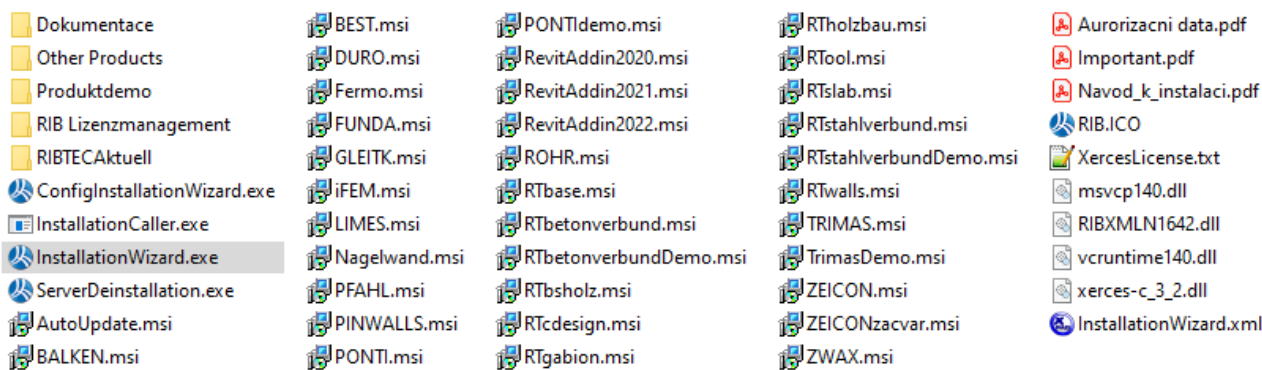 Dokumentace
Other Products
Produktdemo
RIB Lizenzmanagement
RIBTECAktuell
ConfigInstallationWizard.exe
InstallationCaller.exe
InstallationWizard.exe
ServerDeinstallation.exe
AutoUpdate.msi
BALKEN.msi
BEST.msi
DURO.msi
Fermo.msi
FUNDA.msi
GLEITK.msi
iFEM.msi
LIMES.msi
Nagelwand.msi
PFAHL.msi
PINWALLS.msi
PONTI.msi
PONTIdemo.msi
RevitAddin2020.msi
RevitAddin2021.msi
RevitAddin2022.msi
ROHR.msi
RTbase.msi
RTbetonverbund.msi
RTbetonverbundDemo.msi
RTbsholz.msi
RTcdesign.msi
RTgabion.msi
RTholzbau.msi
RTool.msi
RTslab.msi
RTstahlverbund.msi
RTstahlverbundDemo.msi
RTwalls.msi
TRIMAS.msi
TrimasDemo.msi
ZEICON.msi
ZEICONzacvar.msi
ZWAX.msi
Aurorizacni data.pdf
Important.pdf
Navod_k_instalaci.pdf
RIB.ICO
XercesLicense.txt
msvcp140.dll
RIBXMLN1642.dll
vcruntime140.dll
xerces-c_3_2.dll
InstallationWizard.xml